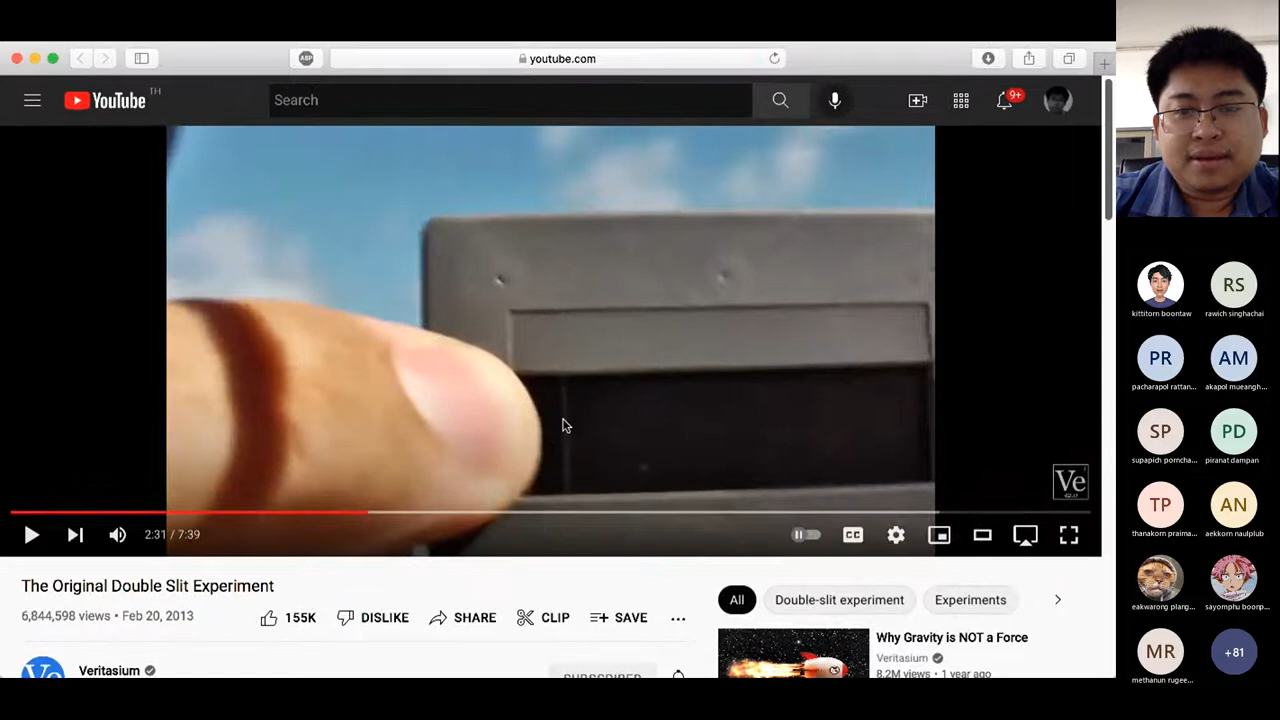 ABP
youtube.com
YouTube TH
Search
9+
Ve
2:31 / 7:39
CC
The Original Double Slit Experiment
6,844,598 views • Feb 20, 2013
155K
DISLIKE
SHARE
CLIP
SAVE
All
Double-slit experiment
Experiments
Why Gravity is NOT a Force
Veritasium
8.2M views • 1 year ago
Ve
Veritasium
SUBSCRIBED
kittitorn boontaw
RS
rawich singhachai
PR
pacharapol rattan...
AM
akapol mueangh...
SP
supapich porncha...
PD
piranat dampan
TP
thanakorn praima...
AN
aekkorn naulplub
eakwarong plang...
sayomphu boonp...
MR
methanun rugee...
+81